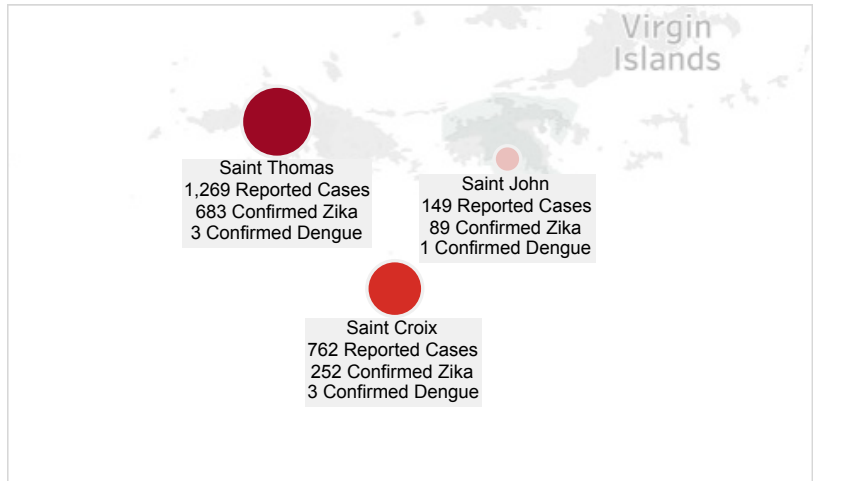 Virgin
Islands
Saint Thomas
1,269 Reported Cases
683 Confirmed Zika
3 Confirmed Dengue
Saint John
149 Reported Cases
89 Confirmed Zika
1 Confirmed Dengue
Saint Croix
762 Reported Cases
252 Confirmed Zika
3 Confirmed Dengue